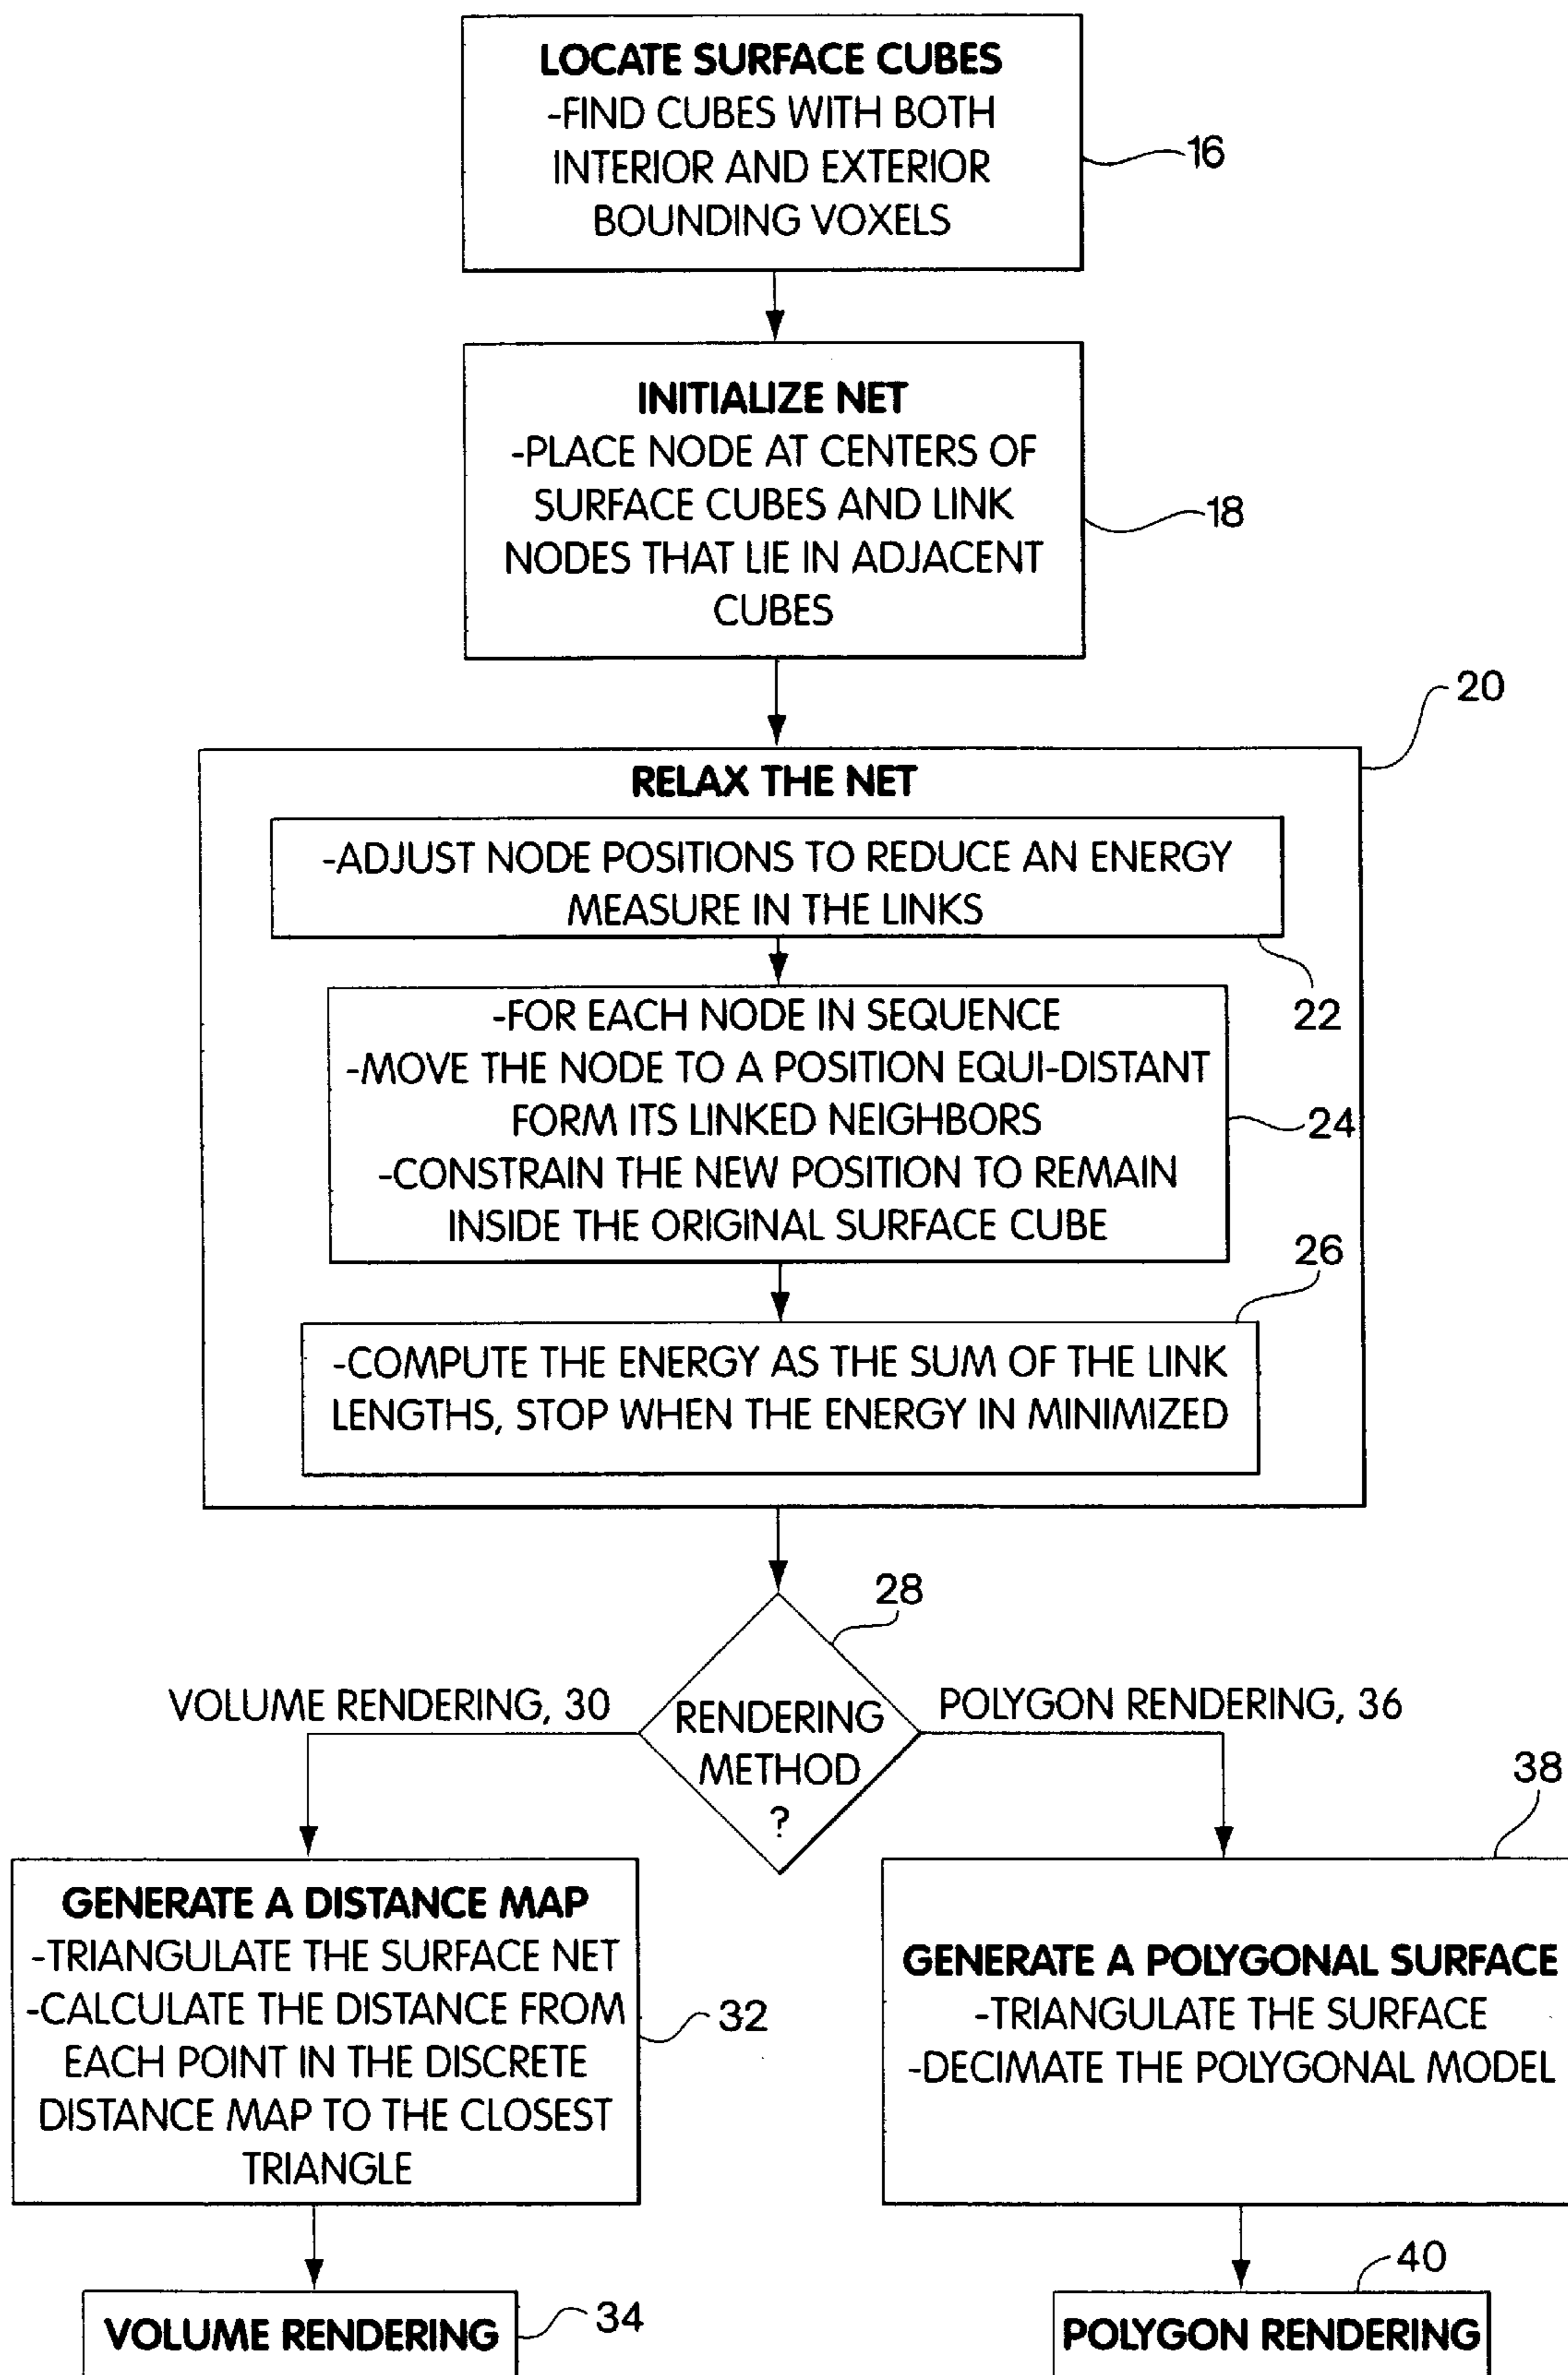 LOCATE SURFACE CUBES
-FIND CUBES WITH BOTH
INTERIOR AND EXTERIOR
BOUNDING VOXELS
16
INITIALIZE NET
-PLACE NODE AT CENTERS OF
SURFACE CUBES AND LINK
NODES THAT LIE IN ADJACENT
CUBES
18
20
RELAX THE NET
-ADJUST NODE POSITIONS TO REDUCE AN ENERGY
MEASURE IN THE LINKS
22
-FOR EACH NODE IN SEQUENCE
-MOVE THE NODE TO A POSITION EQUI-DISTANT
FORM ITS LINKED NEIGHBORS
-CONSTRAIN THE NEW POSITION TO REMAIN
INSIDE THE ORIGINAL SURFACE CUBE
24
26
-COMPUTE THE ENERGY AS THE SUM OF THE LINK
LENGTHS, STOP WHEN THE ENERGY IN MINIMIZED
28
RENDERING
METHOD
?
VOLUME RENDERING, 30
POLYGON RENDERING, 36
GENERATE A DISTANCE MAP
-TRIANGULATE THE SURFACE NET
-CALCULATE THE DISTANCE FROM
EACH POINT IN THE DISCRETE
DISTANCE MAP TO THE CLOSEST
TRIANGLE
32
38
GENERATE A POLYGONAL SURFACE
-TRIANGULATE THE SURFACE
-DECIMATE THE POLYGONAL MODEL
VOLUME RENDERING
34
40
POLYGON RENDERING